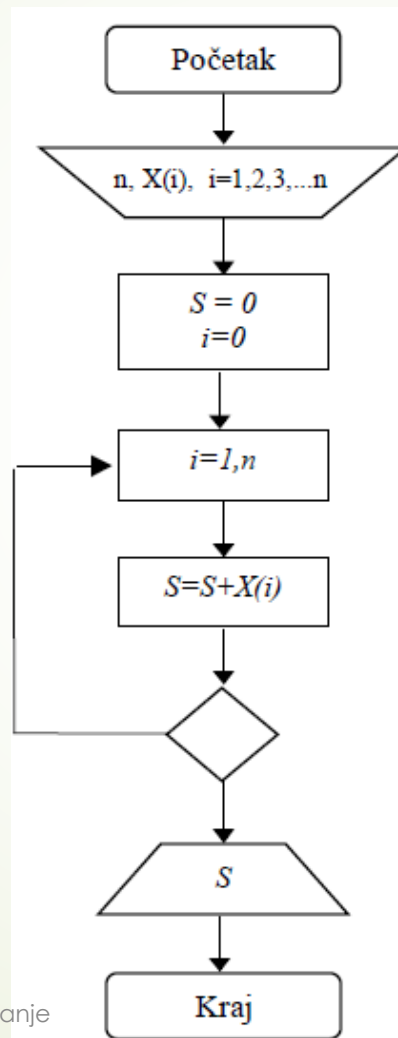 Početak
n, X(i), i=1,2,3,...n
S = 0
i=0
i=1,n
S=S+X(i)
S
Kraj
anje